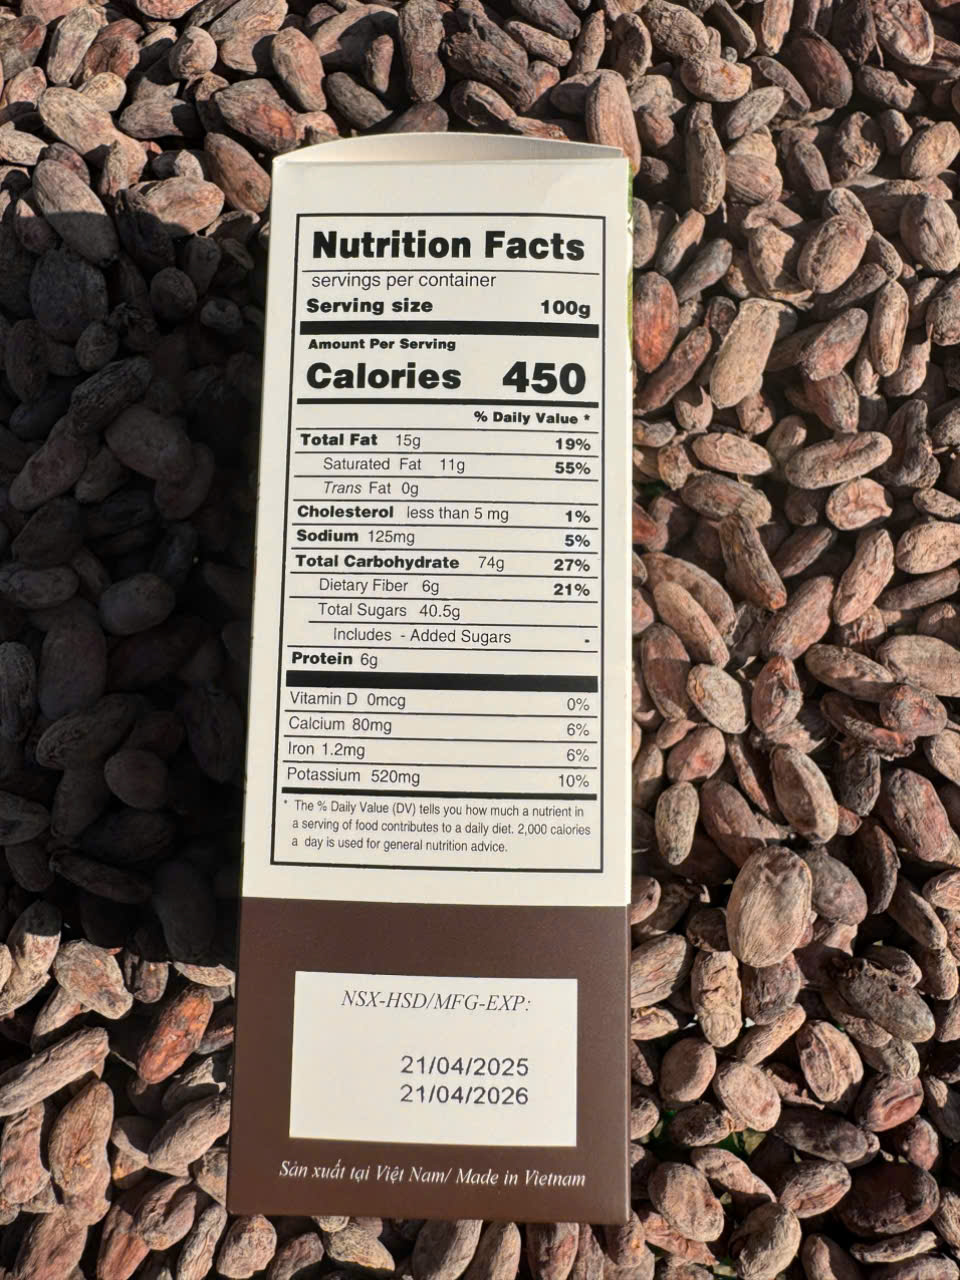 Nutrition Facts
servings per container
Serving size 100g
Amount Per Serving
Calories 450
% Daily Value *
Total Fat 15g 19%
Saturated Fat 11g 55%
Trans Fat 0g
Cholesterol less than 5 mg 1%
Sodium 125mg 5%
Total Carbohydrate 74g 27%
Dietary Fiber 6g 21%
Total Sugars 40.5g
Includes - Added Sugars -
Protein 6g
Vitamin D 0mcg 0%
Calcium 80mg 6%
Iron 1.2mg 6%
Potassium 520mg 10%
* The % Daily Value (DV) tells you how much a nutrient in
a serving of food contributes to a daily diet. 2,000 calories
a day is used for general nutrition advice.
NSX-HSD/MFG-EXP:
21/04/2025
21/04/2026
Sản xuất tại Việt Nam/ Made in Vietnam